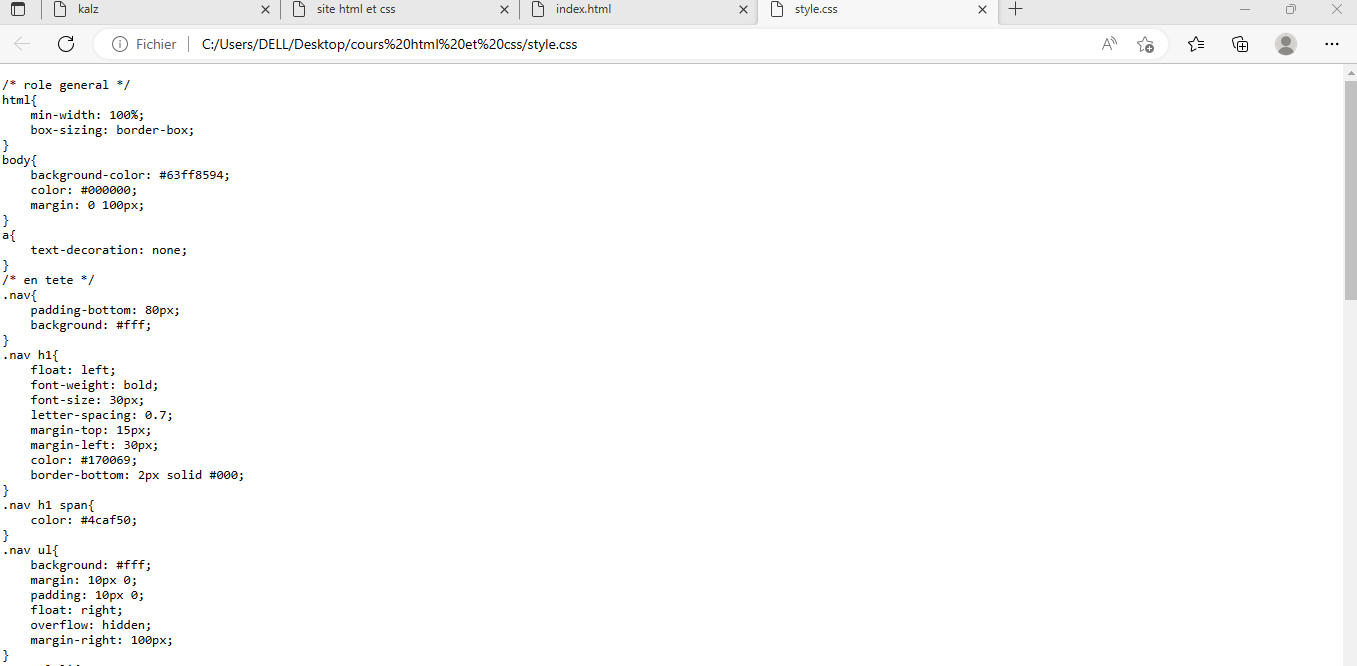 kalz
site html et css
index.html
style.css
Fichier
C:/Users/DELL/Desktop/cours%20html%20et%20css/style.css
/* role general */
html{
    min-width: 100%;
    box-sizing: border-box;
}
body{
    background-color: #63ff8594;
    color: #000000;
    margin: 0 100px;
}
a{
    text-decoration: none;
}
/* en tete */
.nav{
    padding-bottom: 80px;
    background: #fff;
}
.nav h1{
    float: left;
    font-weight: bold;
    font-size: 30px;
    letter-spacing: 0.7;
    margin-top: 15px;
    margin-left: 30px;
    color: #170069;
    border-bottom: 2px solid #000;
}
.nav h1 span{
    color: #4caf50;
}
.nav ul{
    background: #fff;
    margin: 10px 0;
    padding: 10px 0;
    float: right;
    overflow: hidden;
    margin-right: 100px;
}